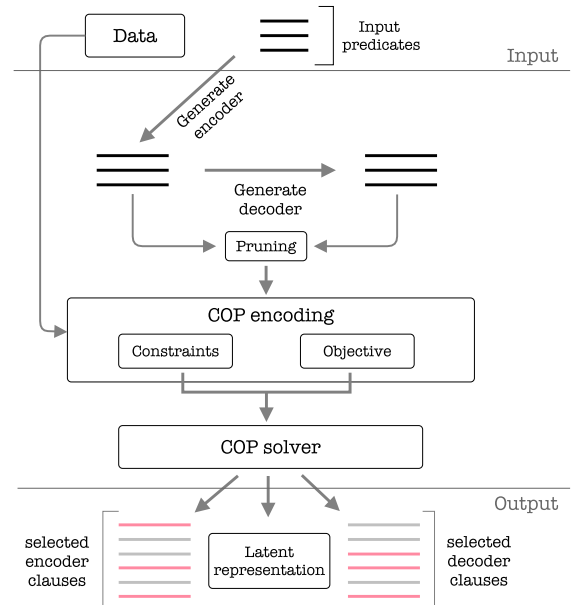 Data
Input
predicates
Input
Generate
encoder
Generate
decoder
Pruning
COP encoding
Constraints
Objective
COP solver
Output
selected
encoder
clauses
Latent
representation
selected
decoder
clauses